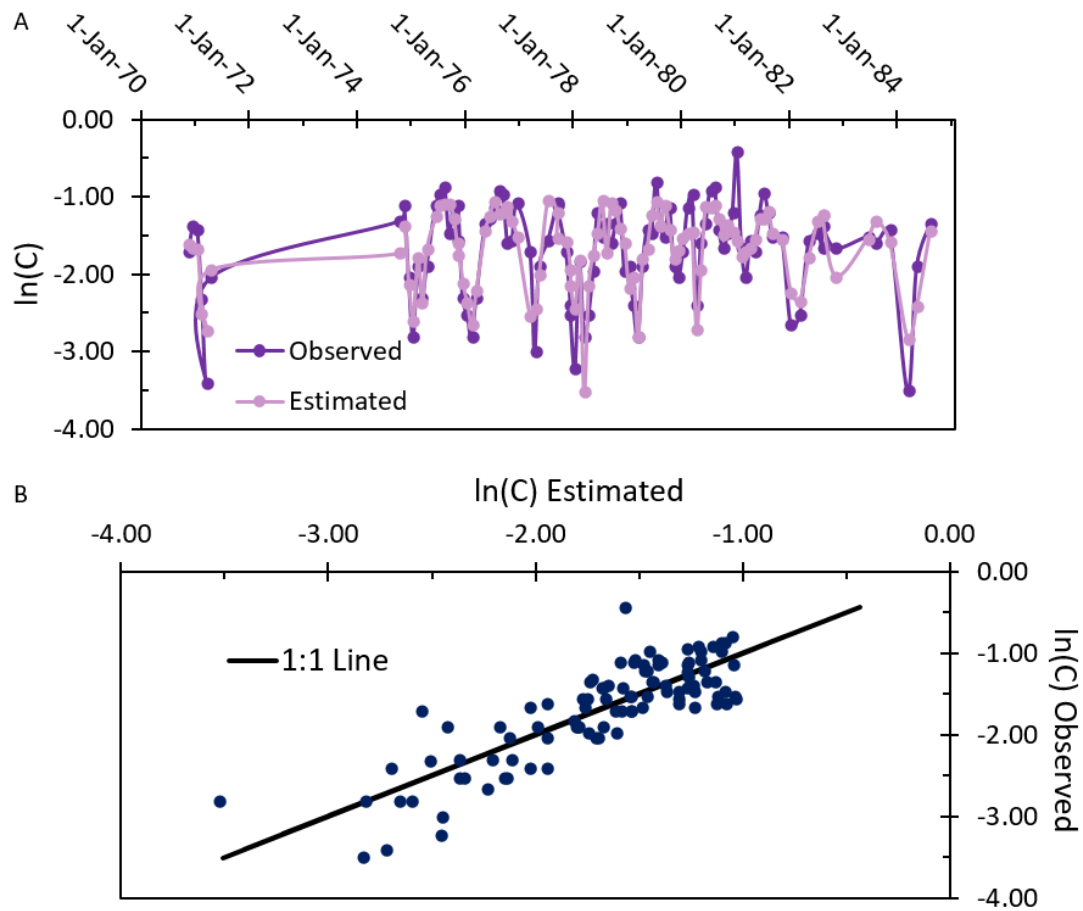 A
1-Jan-70
1-Jan-72
1-Jan-74
1-Jan-76
1-Jan-78
1-Jan-80
1-Jan-82
1-Jan-84
0.00
-1.00
-2.00
-3.00
-4.00
ln(C)
Observed
Estimated
B
ln(C) Estimated
-4.00 -3.00 -2.00 -1.00 0.00
0.00
-1.00
-2.00
-3.00
-4.00
ln(C) Observed
1:1 Line